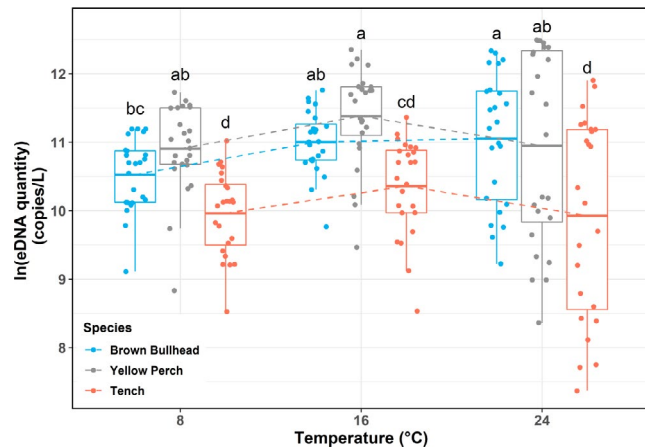 ln(eDNA quantity)
(copies/L)
12
11
10
9
8
bc
ab
d
ab
a
cd
a
ab
d
Species
Brown Bullhead
Yellow Perch
Tench
8
16
24
Temperature (°C)